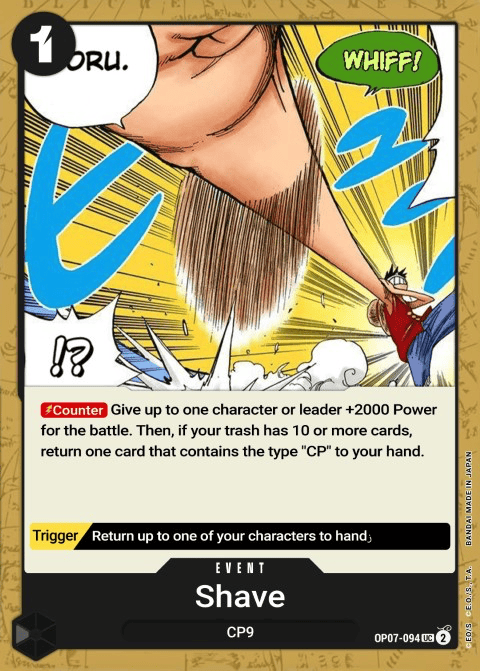 1
ORU.
WHIFF!
!?
⚡Counter Give up to one character or leader +2000 Power
for the battle. Then, if your trash has 10 or more cards,
return one card that contains the type "CP" to your hand.
Trigger Return up to one of your characters to hand
EVENT
Shave
CP9
OP07-094 UC 2
BANDAI MADE IN JAPAN
©E.O./S. ©E.O./S., T.A.